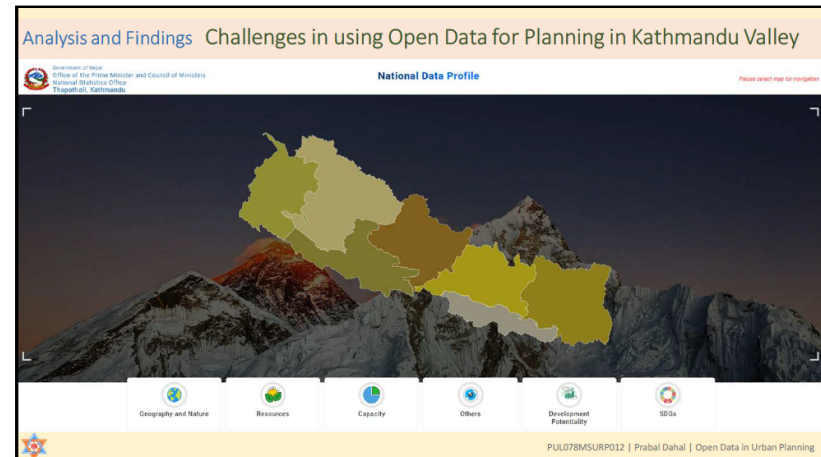 Analysis and Findings Challenges in using Open Data for Planning in Kathmandu Valley
Government of Nepal
Office of the Prime Minister and Council of Ministers
National Statistics Office
Thapathali, Kathmandu
National Data Profile
Please select map for navigation
Geography and Nature
Resources
Capacity
Others
Development
Potentiality
SDGs
PUL078MSURP012 | Prabal Dahal | Open Data in Urban Planning